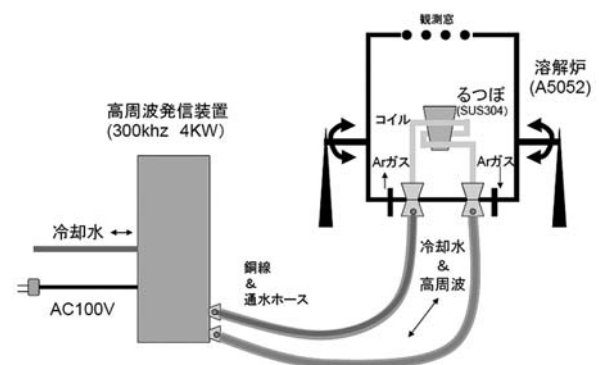 観測窓
溶解炉
(A5052)
るつぼ
(SUS304)
コイル
高周波発信装置
(300khz 4KW)
Arガス
Arガス
冷却水
冷却水
&
高周波
銅線
&
通水ホース
AC100V